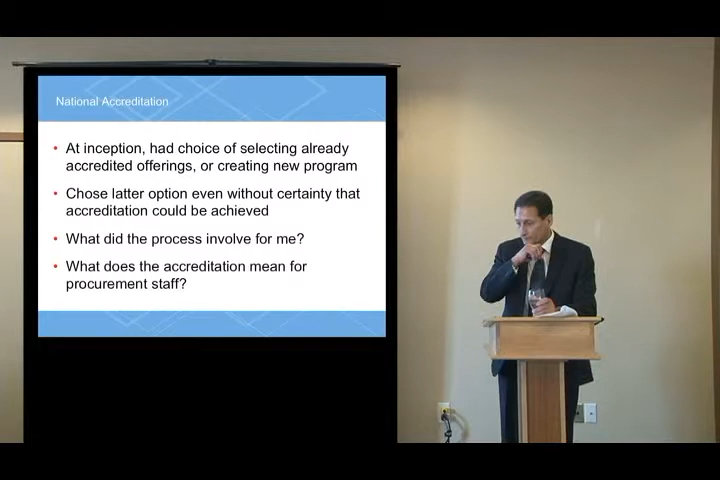 National Accreditation
• At inception, had choice of selecting already
accredited offerings, or creating new program
• Chose latter option even without certainty that
accreditation could be achieved
• What did the process involve for me?
• What does the accreditation mean for
procurement staff?